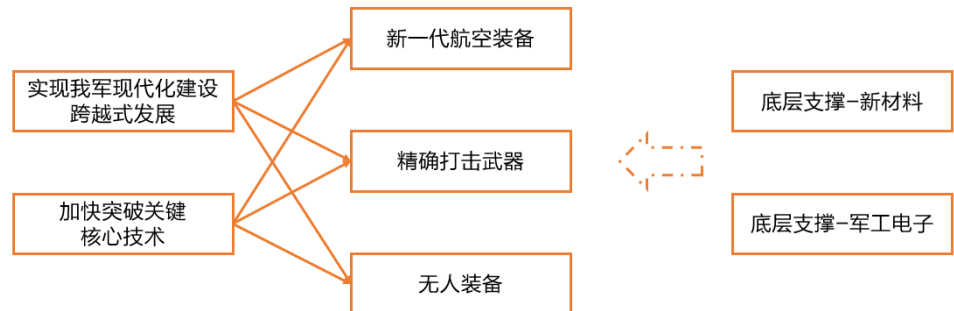 新一代航空装备
实现我军现代化建设
跨越式发展
底层支撑–新材料
精确打击武器
加快突破关键
核心技术
底层支撑–军工电子
无人装备